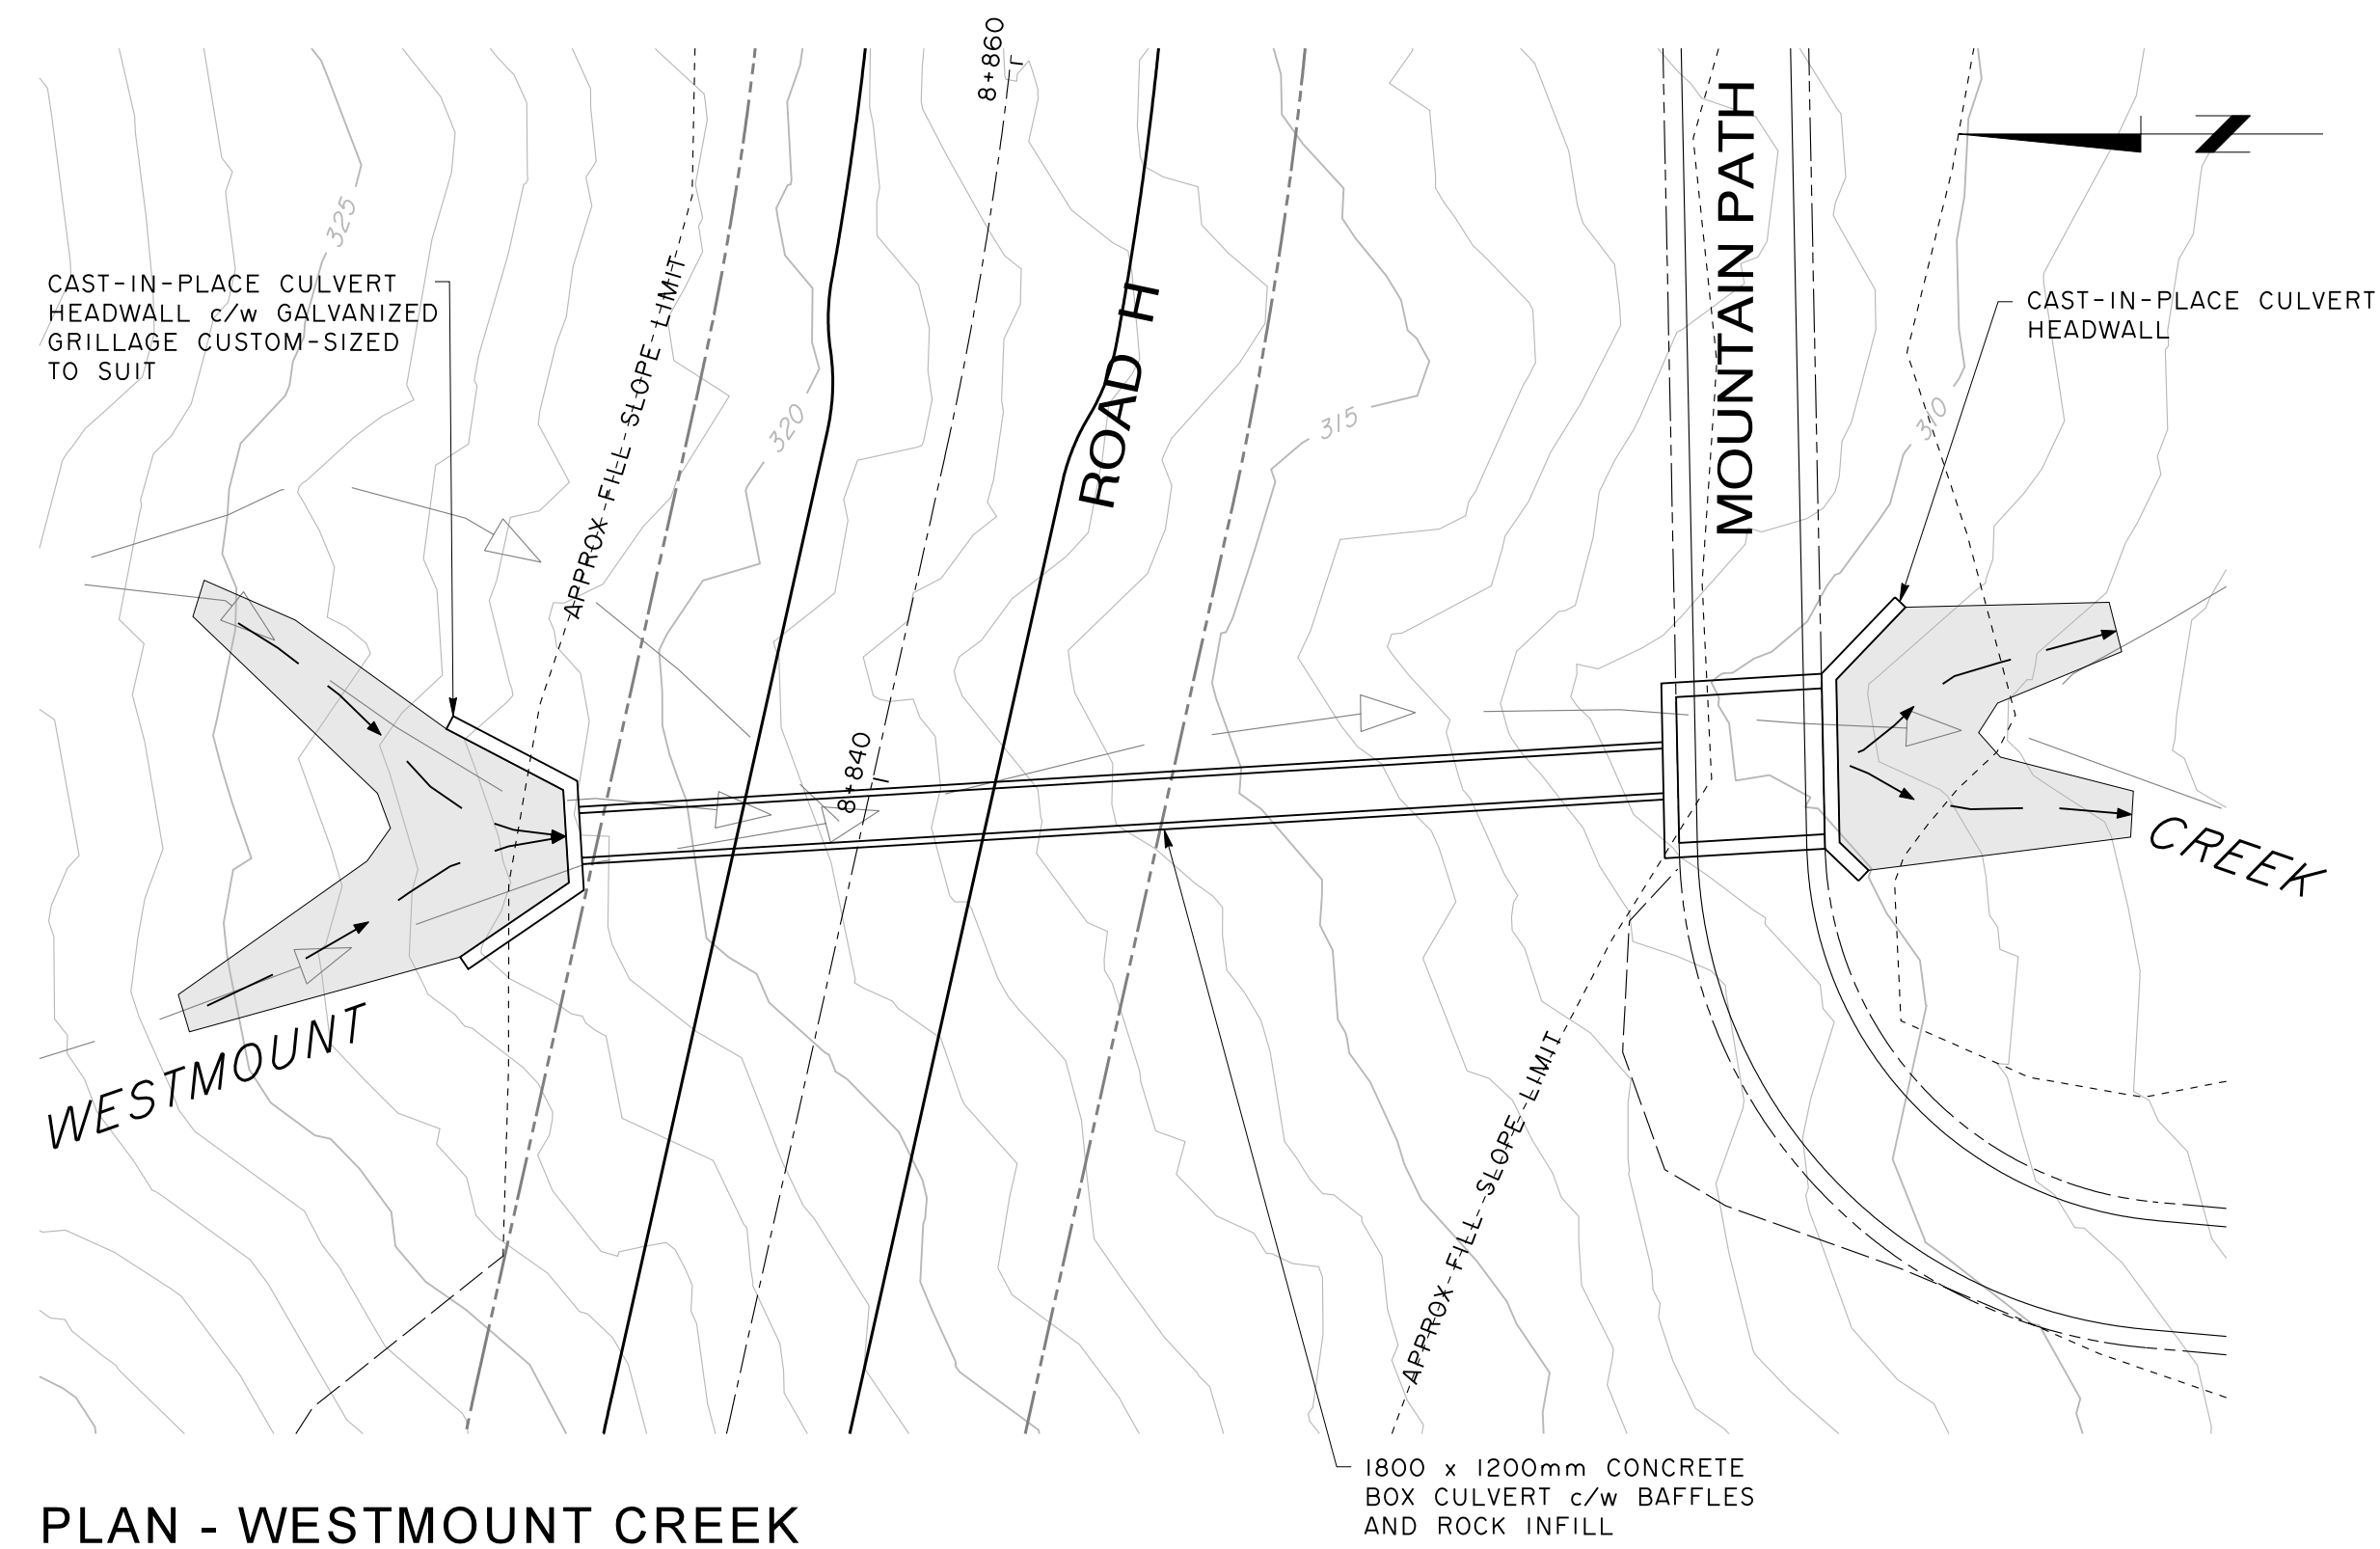 8+860
MOUNTAIN PATH
N
325
CAST-IN-PLACE CULVERT
HEADWALL c/w GALVANIZED
GRILLAGE CUSTOM-SIZED
TO SUIT
APPROX FILL SLOPE LIMIT
320
ROAD H
315
310
CAST-IN-PLACE CULVERT
HEADWALL
8+840
WESTMOUNT
CREEK
APPROX FILL SLOPE LIMIT
1800 x 1200mm CONCRETE
BOX CULVERT c/w BAFFLES
AND ROCK INFILL
PLAN - WESTMOUNT CREEK